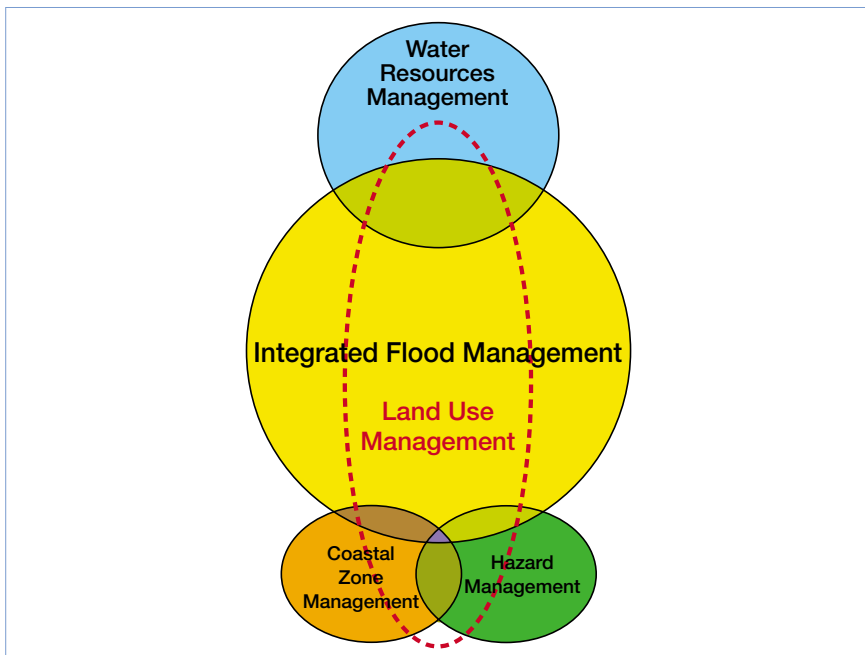 Water
Resources
Management
Integrated Flood Management
Land Use
Management
Coastal
Zone
Management
Hazard
Management